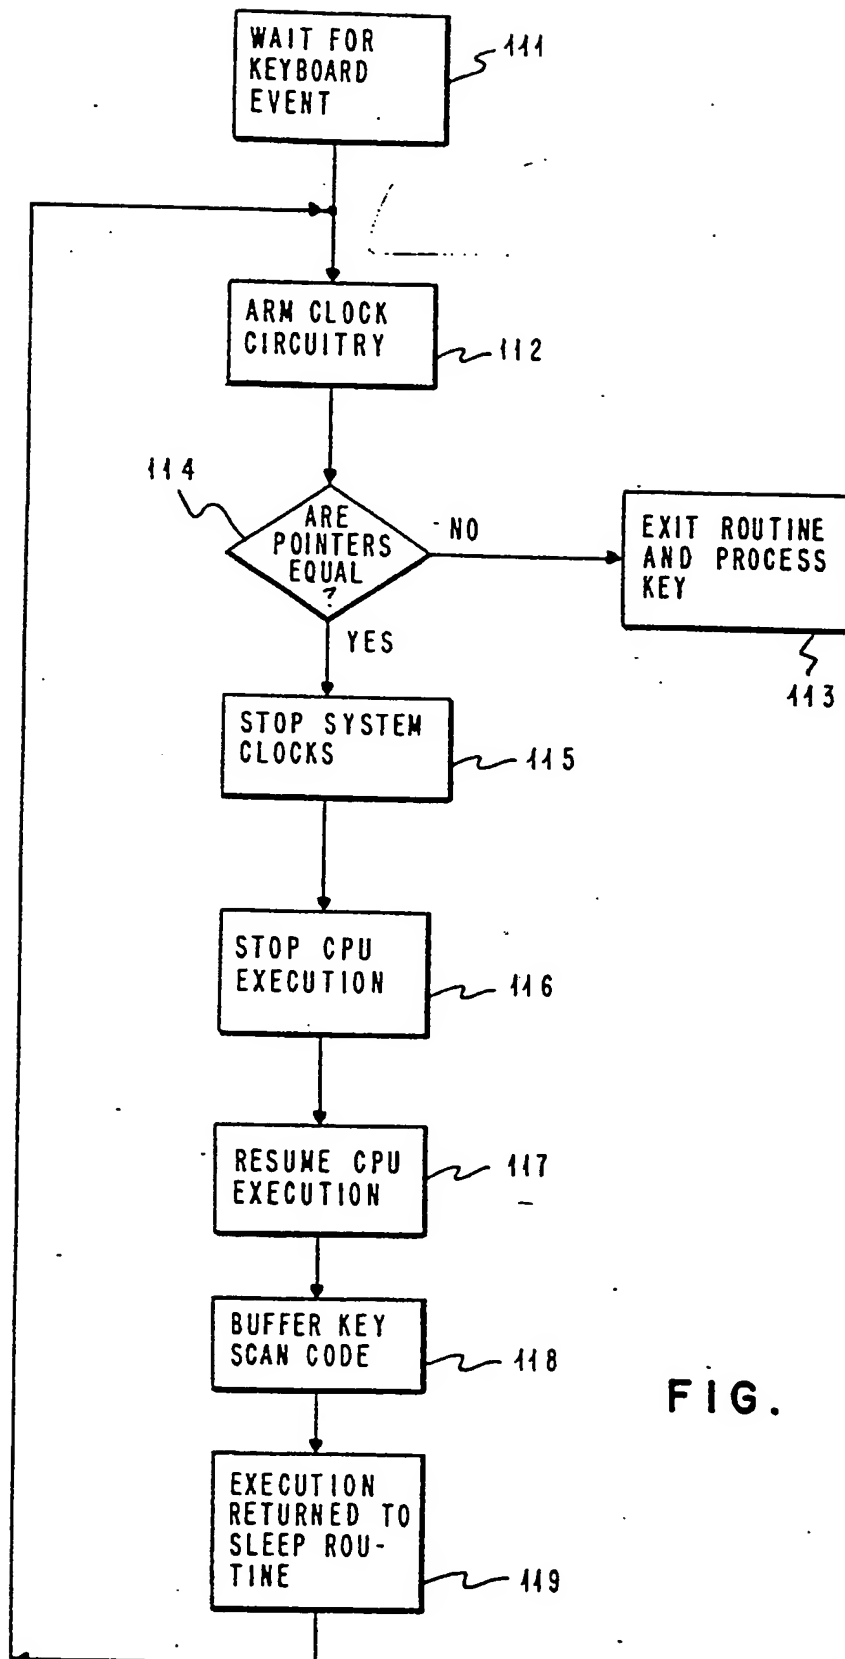 WAIT FOR
KEYBOARD
EVENT
111
ARM CLOCK
CIRCUITRY
112
114
ARE
POINTERS
EQUAL
?
NO
EXIT ROUTINE
AND PROCESS
KEY
113
YES
STOP SYSTEM
CLOCKS
115
STOP CPU
EXECUTION
116
RESUME CPU
EXECUTION
117
BUFFER KEY
SCAN CODE
118
FIG.
EXECUTION
RETURNED TO
SLEEP ROU-
TINE
119